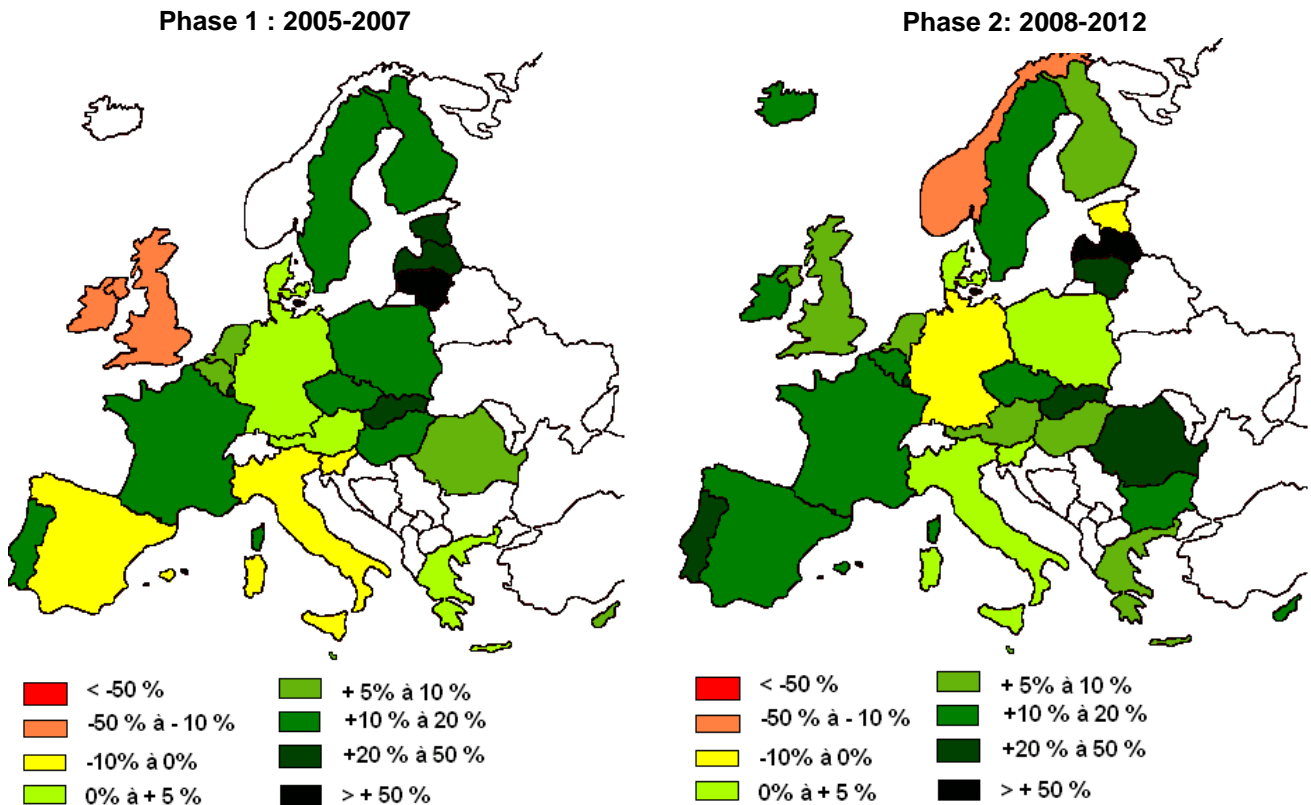 Phase 1 : 2005-2007
< -50 %
-50 % à - 10 %
-10% à 0%
0% à + 5 %
+ 5% à 10 %
+10 % à 20 %
+20 % à 50 %
> + 50 %
Phase 2: 2008-2012
< -50 %
-50 % à - 10 %
-10% à 0%
0% à + 5 %
+ 5% à 10 %
+10 % à 20 %
+20 % à 50 %
> + 50 %